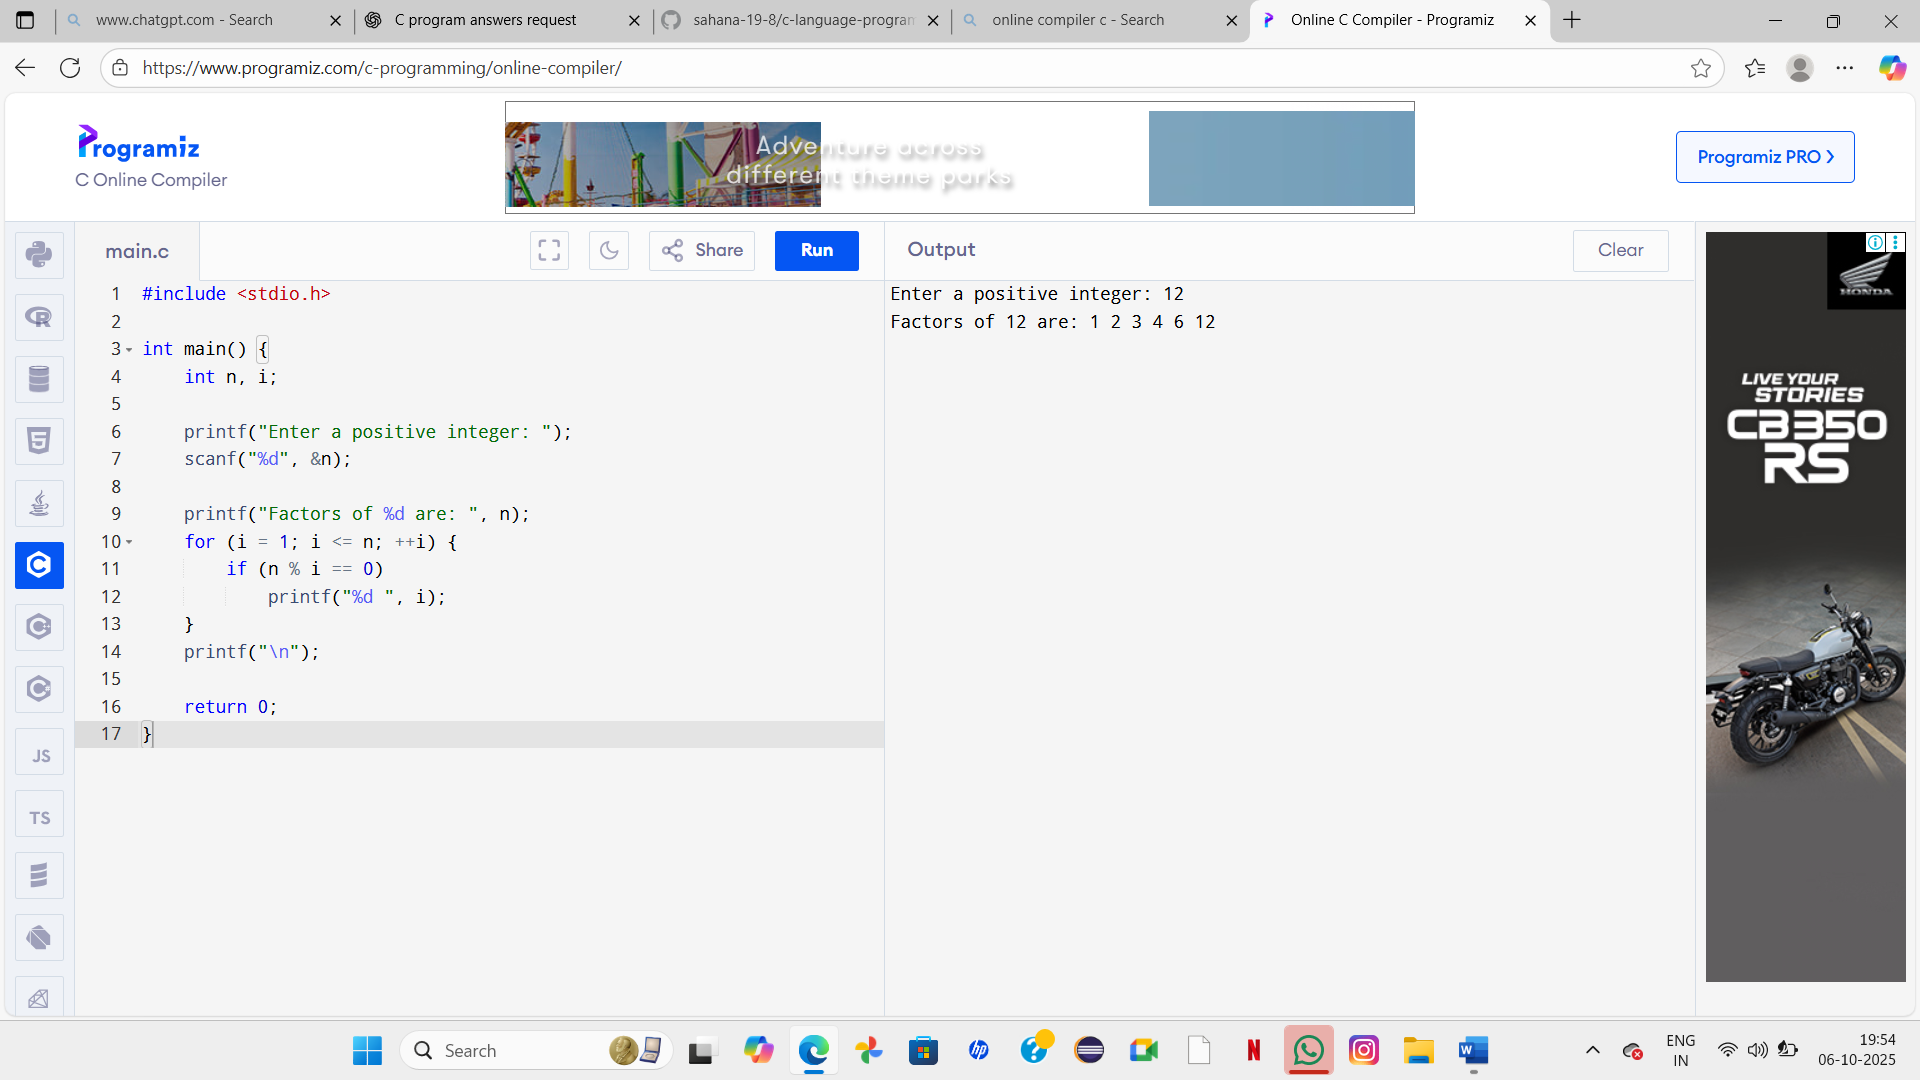 www.chatgpt.com - Search
C program answers request
sahana-19-8/c-language-program
online compiler c - Search
Online C Compiler - Programiz
https://www.programiz.com/c-programming/online-compiler/
Programiz
C Online Compiler
Adventure across
different theme parks
Programiz PRO
main.c
Share
Run
Output
Clear
1 #include <stdio.h>
2
3 int main() {
4 int n, i;
5
6 printf("Enter a positive integer: ");
7 scanf("%d", &n);
8
9 printf("Factors of %d are: ", n);
10 for (i = 1; i <= n; ++i) {
11 if (n % i == 0)
12 printf("%d ", i);
13 }
14 printf("\n");
15
16 return 0;
17 }
Enter a positive integer: 12
Factors of 12 are: 1 2 3 4 6 12
HONDA
LIVE YOUR
STORIES
CB350
RS
JS
TS
Search
hp
N
W
ENG
IN
19:54
06-10-2025